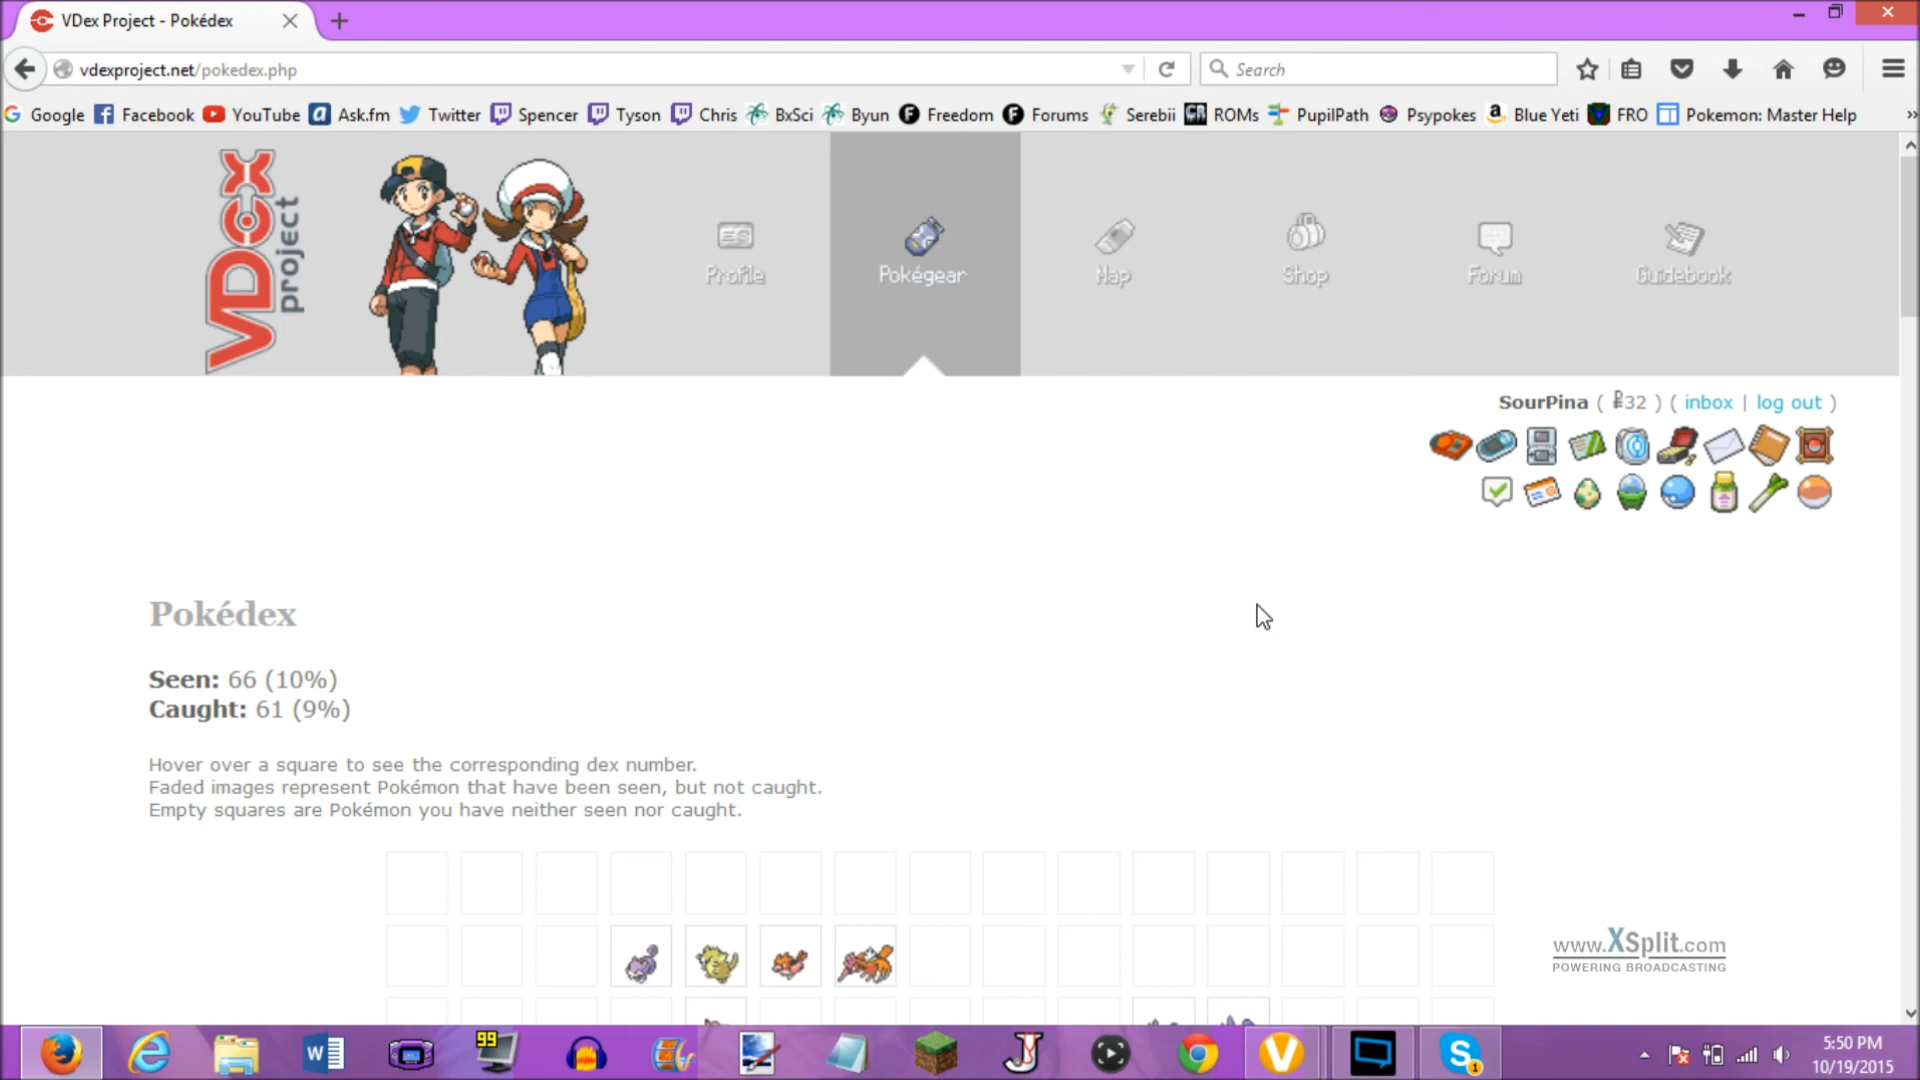 VDex Project - Pokédex
vdexproject.net/pokedex.php
Search
Google Facebook YouTube Ask.fm Twitter Spencer Tyson Chris BxSci Byun Freedom Forums Serebii ROMs PupilPath Psypokes Blue Yeti FRO Pokemon: Master Help
VDex project
Profile Pokégear Map Shop Forum Guidebook
SourPina ( ₽32 ) ( inbox | log out )
Pokédex
Seen: 66 (10%)
Caught: 61 (9%)
Hover over a square to see the corresponding dex number.
Faded images represent Pokémon that have been seen, but not caught.
Empty squares are Pokémon you have neither seen nor caught.
www.XSplit.com
POWERING BROADCASTING
99
1
5:50 PM
10/19/2015